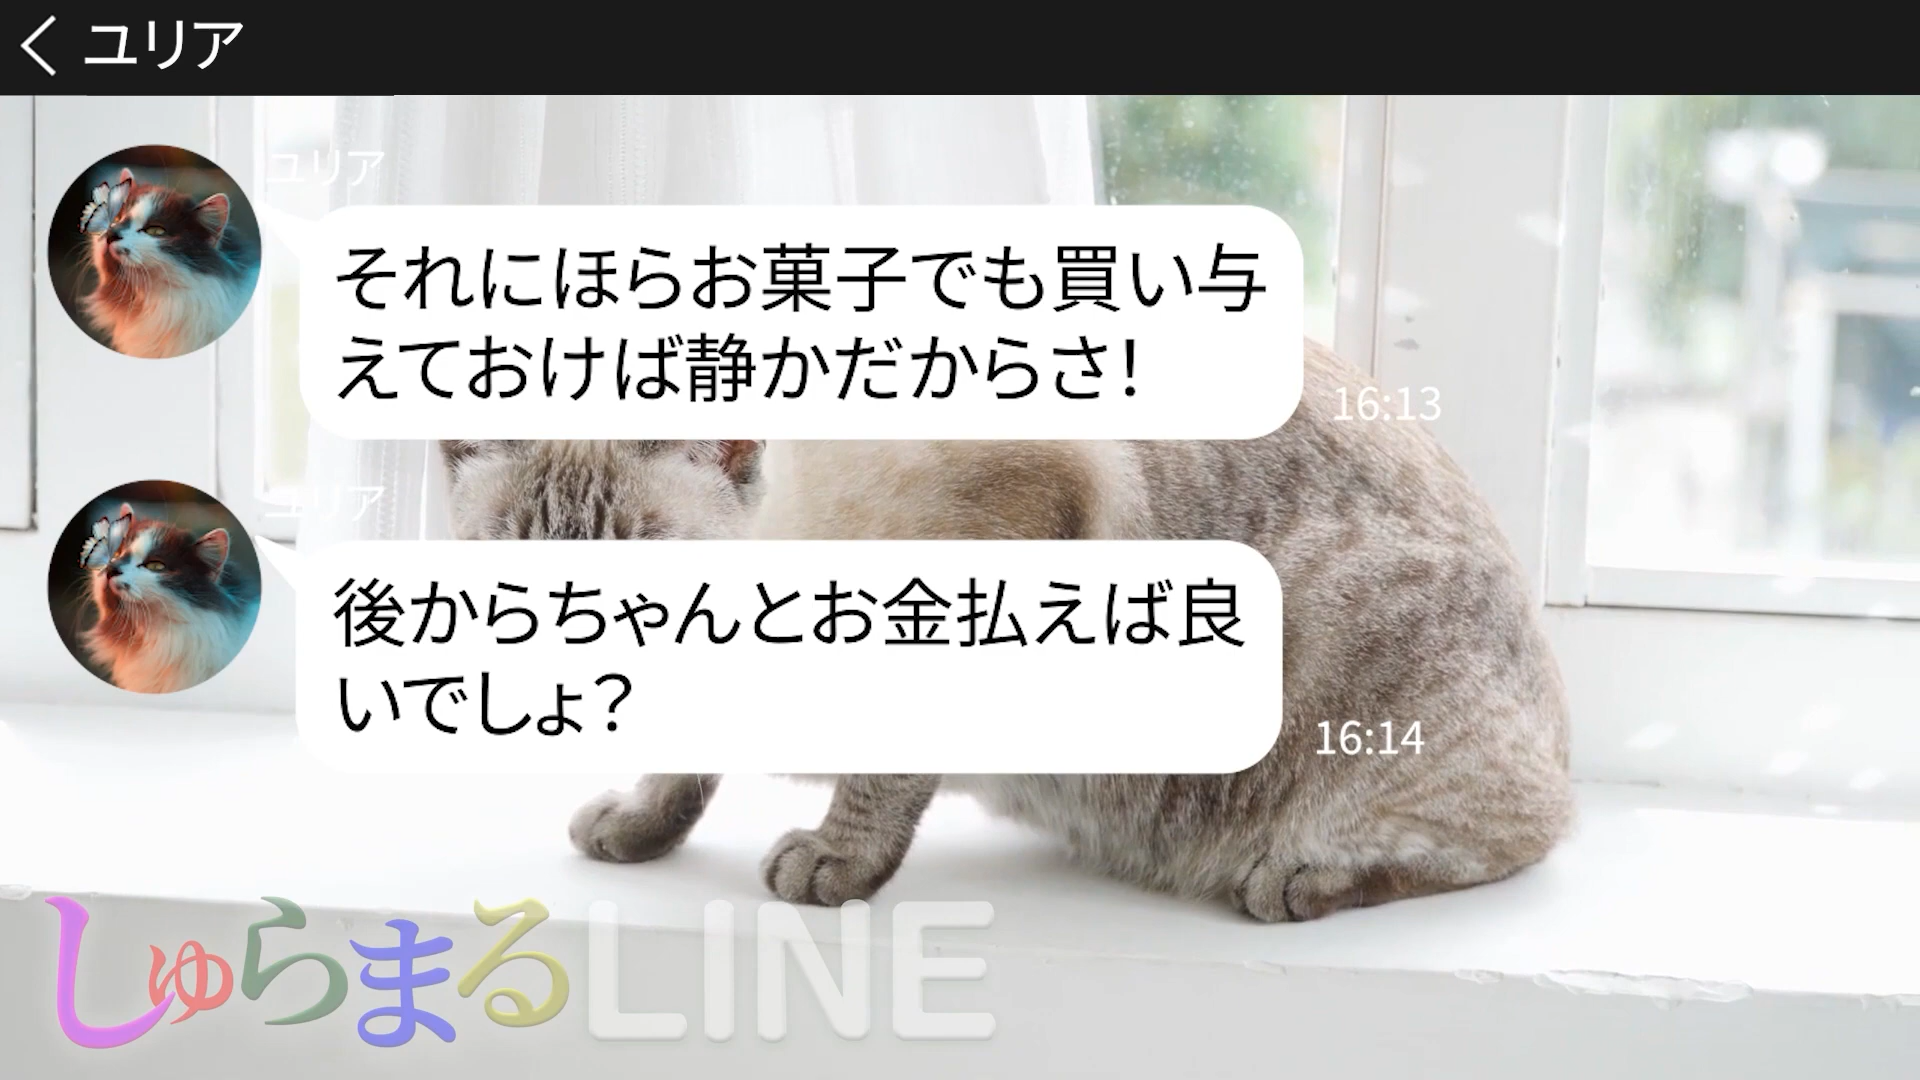 ユリア
ユリア
それにほらお菓子でも買い与
えておけば静かだからさ！
16:13
ユリア
後からちゃんとお金払えば良
いでしょ？
16:14
しゅらまるLINE